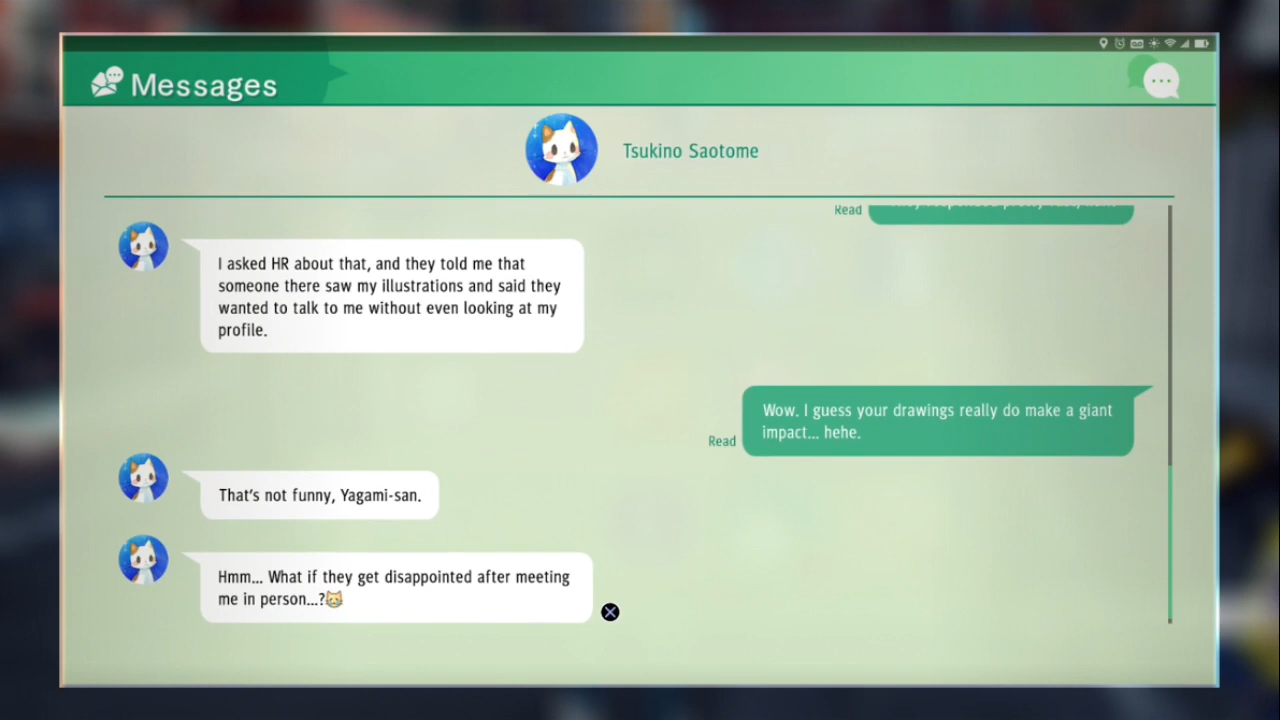 Messages
Tsukino Saotome
Read
I asked HR about that, and they told me that
someone there saw my illustrations and said they
wanted to talk to me without even looking at my
profile.
Wow. I guess your drawings really do make a giant
impact... hehe.
Read
That's not funny, Yagami-san.
Hmm... What if they get disappointed after meeting
me in person...?😹